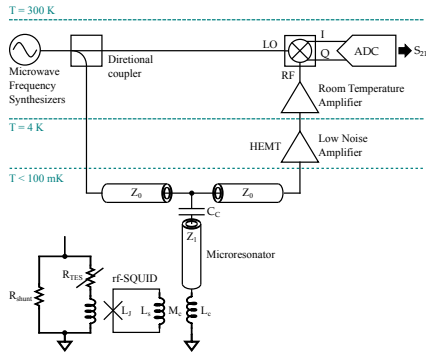 T = 300 K
LO
I
Q
ADC
S21
RF
Microwave
Frequency
Synthesizers
Diretional
coupler
Room Temperature
Amplifier
T = 4 K
HEMT
Low Noise
Amplifier
T < 100 mK
Z0
Z0
CC
Z1
Microresonator
rf-SQUID
RTES
Rshunt
LJ
Ls
Mc
Lc